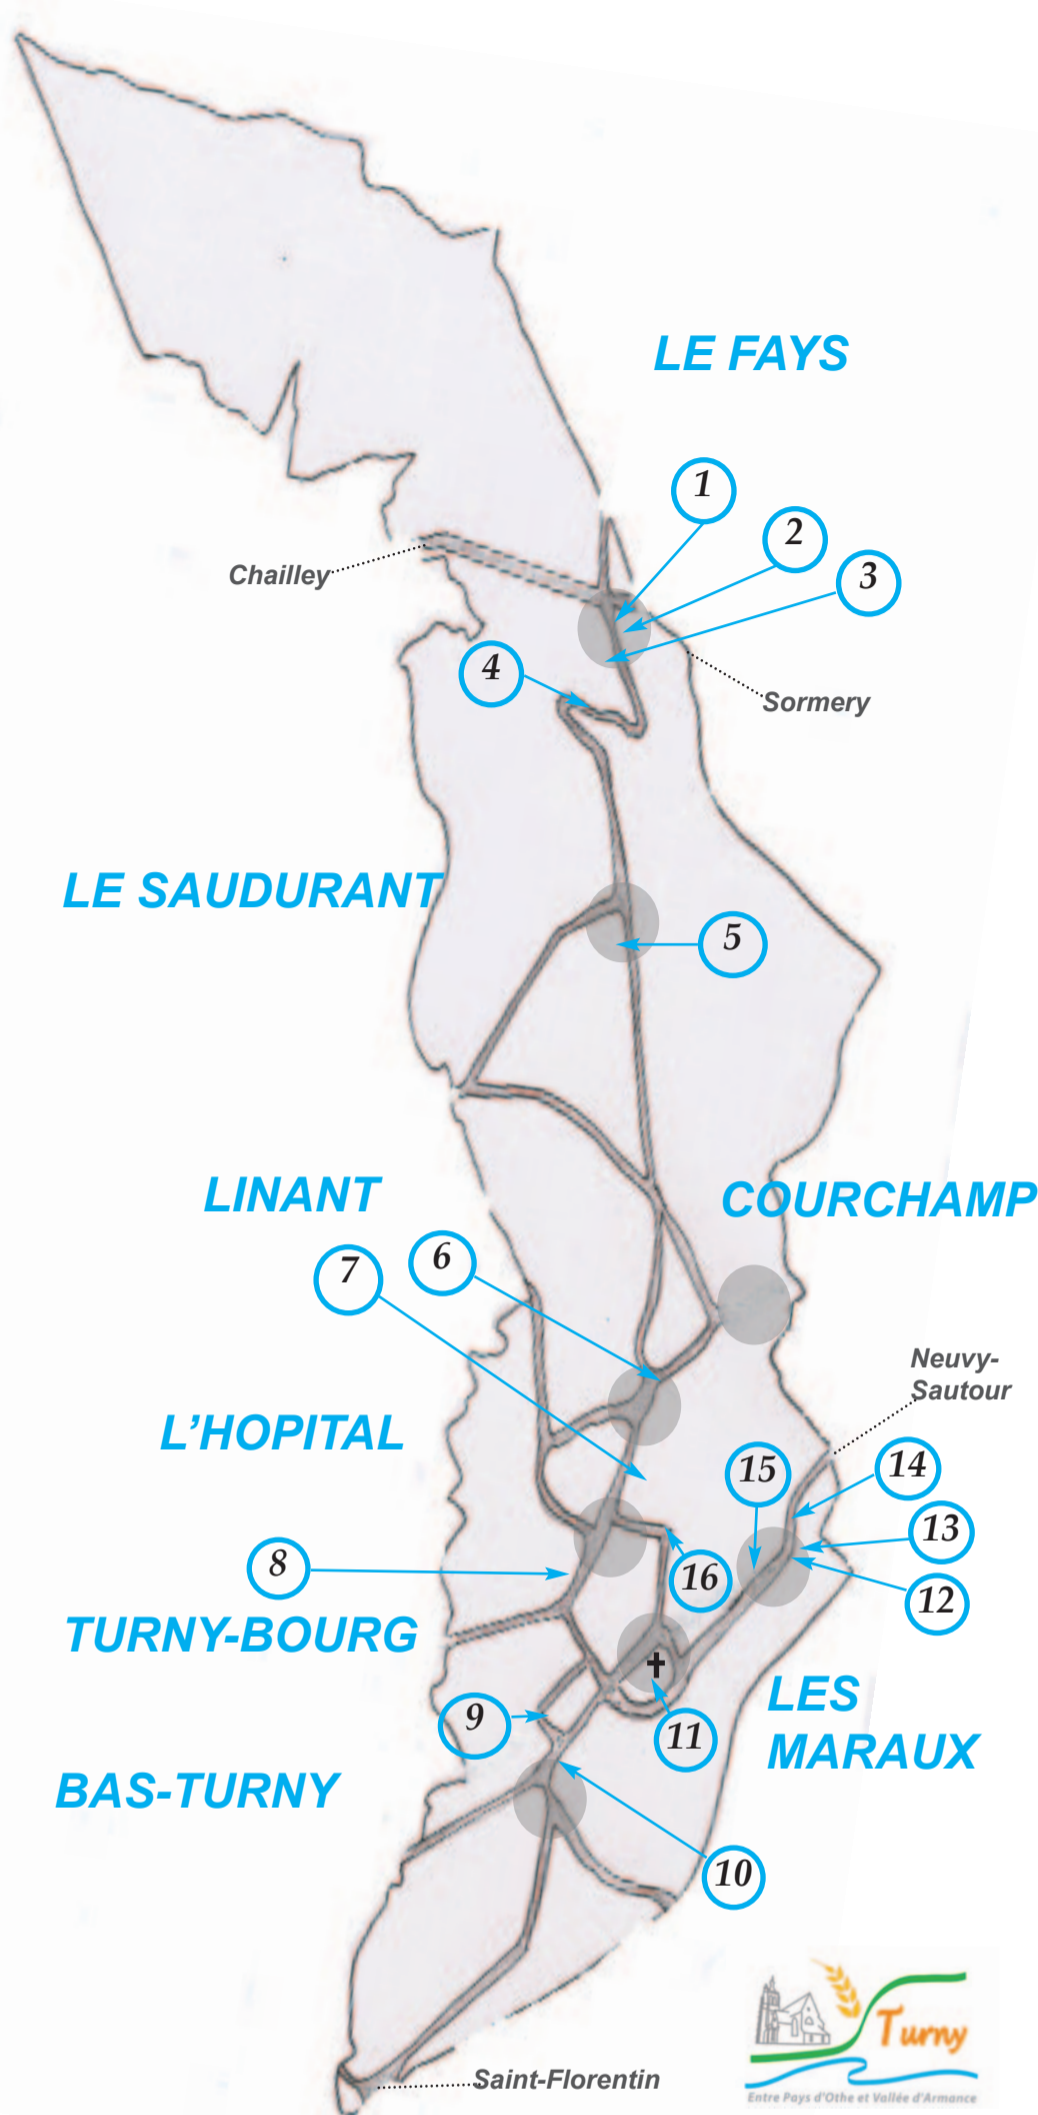 LE FAYS
1
2
3
Chailley
4
Sormery
LE SAUDURANT
5
LINANT
COURCHAMP
6
7
Neuvy-
Sautour
L'HOPITAL
15
14
13
8
16
12
TURNY-BOURG
LES
MARAUX
9
11
BAS-TURNY
10
Turny
Saint-Florentin
Entre Pays d'Othe et Vallée d'Armance